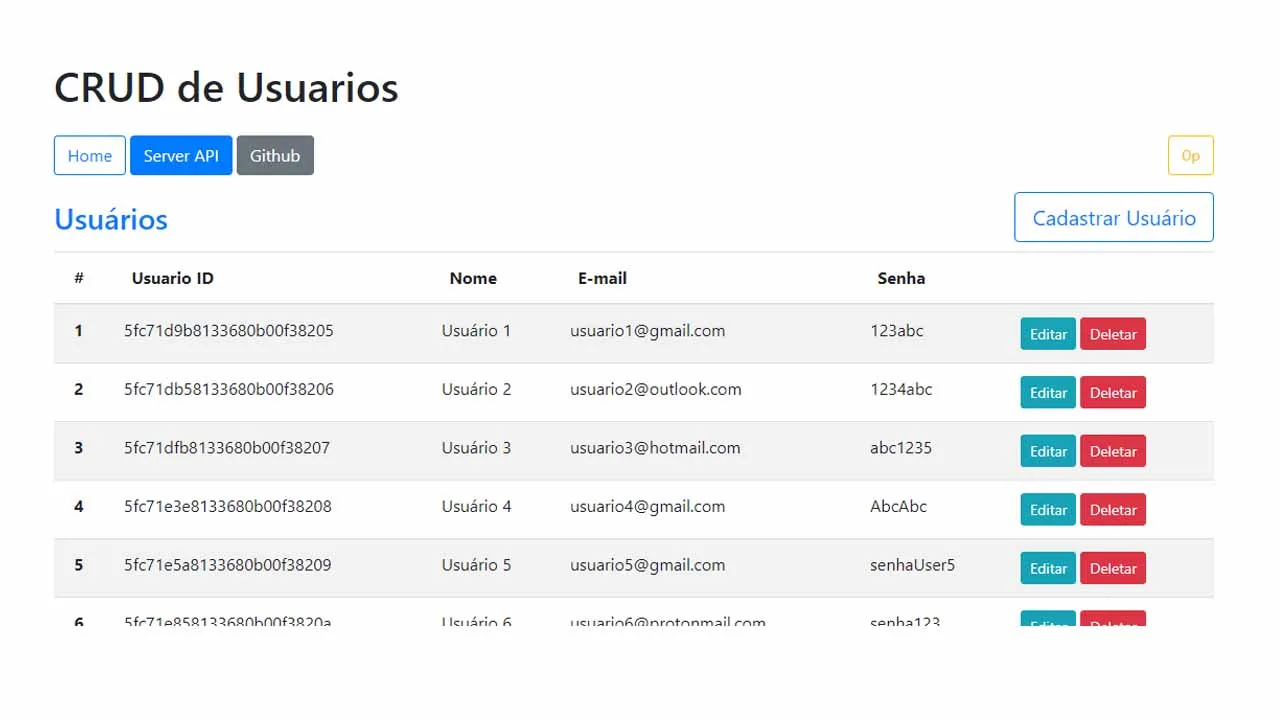 CRUD de Usuarios
Home Server API Github Op
Usuários Cadastrar Usuário
# Usuario ID Nome E-mail Senha
1 5fc71d9b8133680b00f38205 Usuário 1 usuario1@gmail.com 123abc Editar Deletar
2 5fc71db58133680b00f38206 Usuário 2 usuario2@outlook.com 1234abc Editar Deletar
3 5fc71dfb8133680b00f38207 Usuário 3 usuario3@hotmail.com abc1235 Editar Deletar
4 5fc71e3e8133680b00f38208 Usuário 4 usuario4@gmail.com AbcAbc Editar Deletar
5 5fc71e5a8133680b00f38209 Usuário 5 usuario5@gmail.com senhaUser5 Editar Deletar
6 5fc71e858133680b00f3820a Usuário 6 usuario6@protonmail.com senha123 Editar Deletar